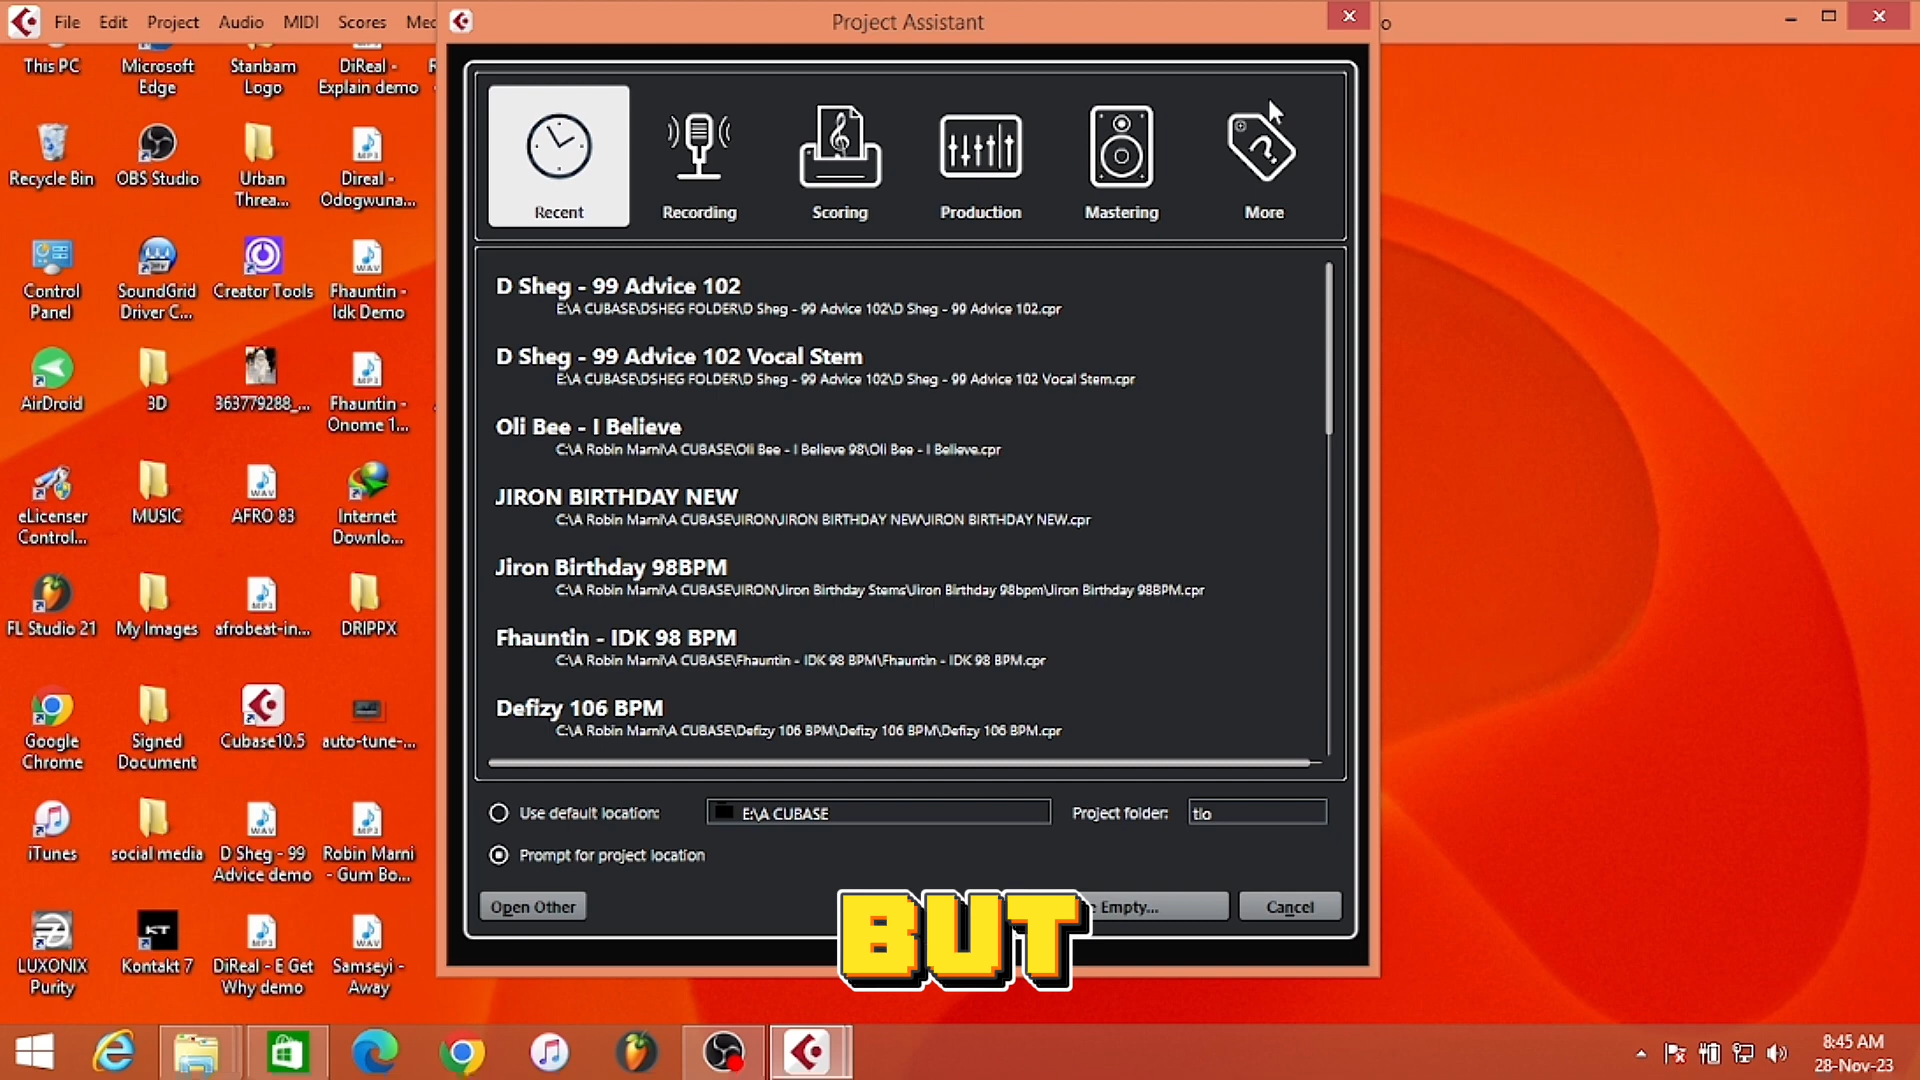 File Edit Project Audio MIDI Scores Mec
Project Assistant
This PC
Microsoft Edge
Stanbam Logo
DiReal - Explain demo
Recycle Bin
OBS Studio
Urban Threa...
Direal - Odogwuna...
Control Panel
SoundGrid Driver C...
Creator Tools
Fhauntin - Idk Demo
AirDroid
3D
363779288_...
Fhauntin - Onome 1...
eLicenser Control...
MUSIC
AFRO 83
Internet Downlo...
FL Studio 21
My Images
afrobeat-in...
DRIPPX
Google Chrome
Signed Document
Cubase10.5
auto-tune-...
iTunes
social media
D Sheg - 99 Advice demo
Robin Marni - Gum Bo...
LUXONIX Purity
Kontakt 7
DiReal - E Get Why demo
Samseyi - Away
Recent
Recording
Scoring
Production
Mastering
More
D Sheg - 99 Advice 102
E:\A CUBASE\DSHEG FOLDER\D Sheg - 99 Advice 102\D Sheg - 99 Advice 102.cpr
D Sheg - 99 Advice 102 Vocal Stem
E:\A CUBASE\DSHEG FOLDER\D Sheg - 99 Advice 102\D Sheg - 99 Advice 102 Vocal Stem.cpr
Oli Bee - I Believe
C:\A Robin Marni\A CUBASE\Oli Bee - I Believe 98\Oli Bee - I Believe.cpr
JIRON BIRTHDAY NEW
C:\A Robin Marni\A CUBASE\JIRON\JIRON BIRTHDAY NEW\JIRON BIRTHDAY NEW.cpr
Jiron Birthday 98BPM
C:\A Robin Marni\A CUBASE\JIRON\Jiron Birthday Stems\Jiron Birthday 98bpm\Jiron Birthday 98BPM.cpr
Fhauntin - IDK 98 BPM
C:\A Robin Marni\A CUBASE\Fhauntin - IDK 98 BPM\Fhauntin - IDK 98 BPM.cpr
Defizy 106 BPM
C:\A Robin Marni\A CUBASE\Defizy 106 BPM\Defizy 106 BPM\Defizy 106 BPM.cpr
Use default location: E:\A CUBASE Project folder: tio
Prompt for project location
Open Other
Empty...
Cancel
BUT
KT
8:45 AM
28-Nov-23